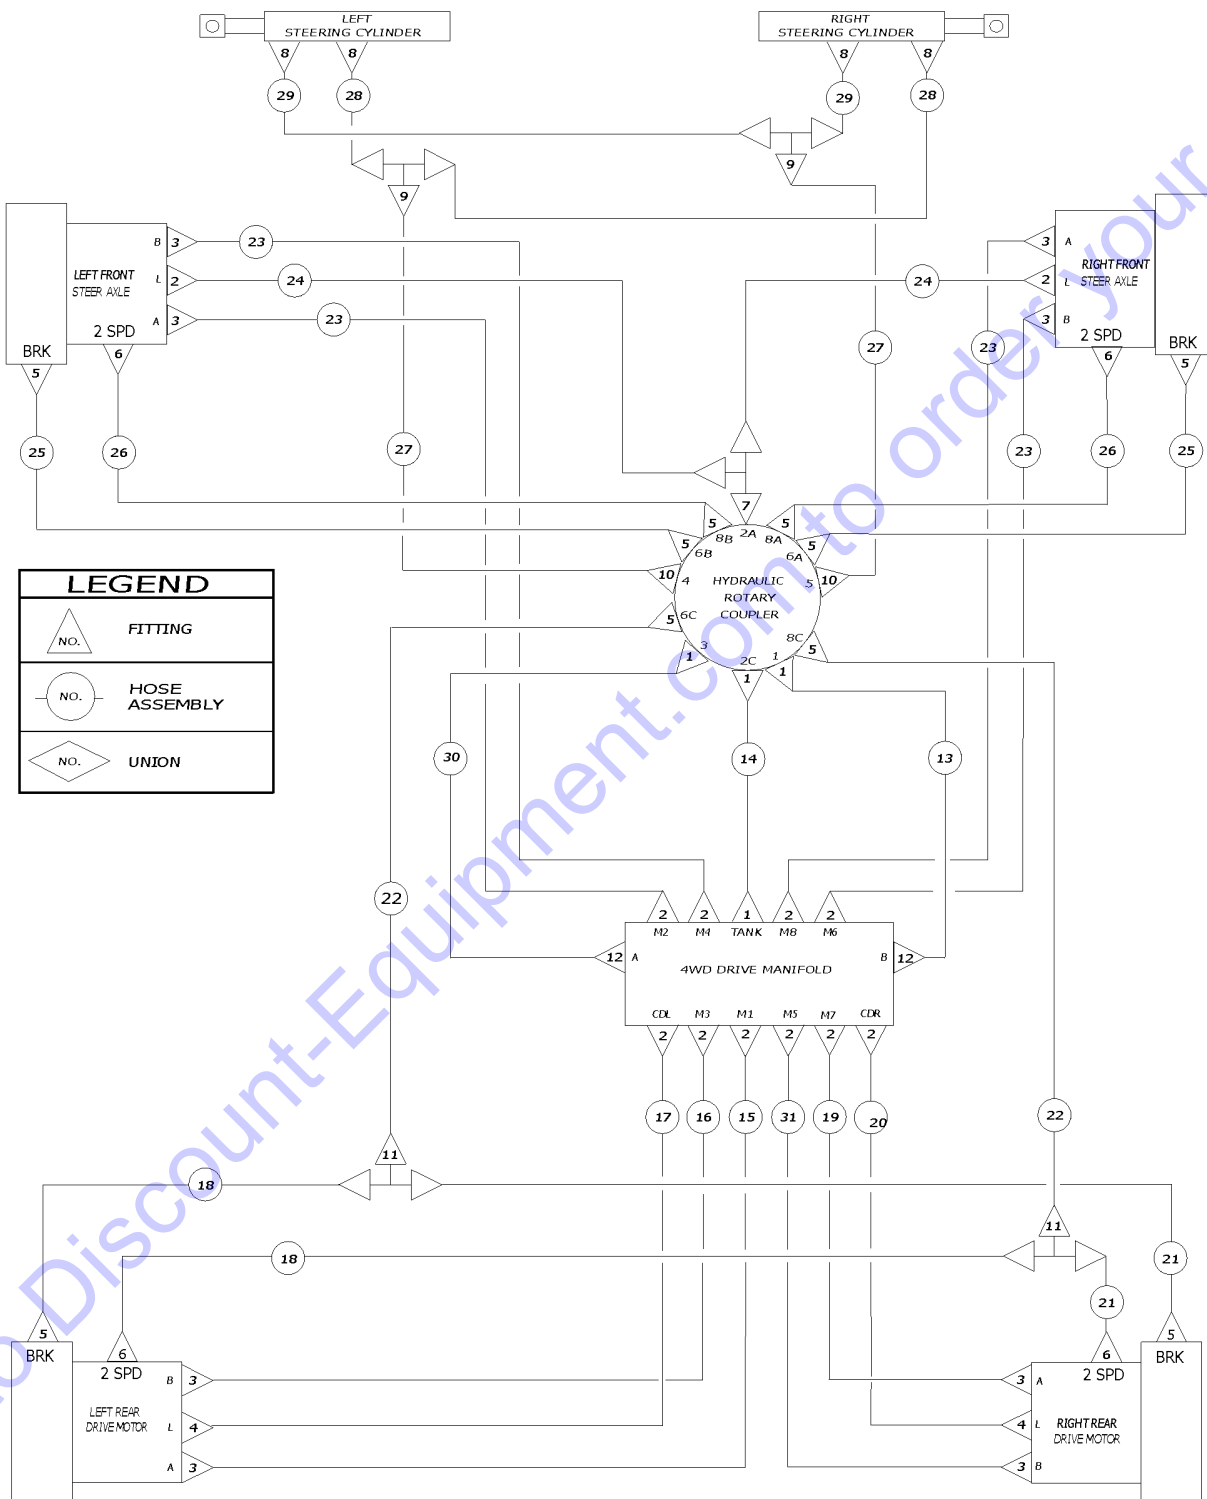 LEFT
STEERING CYLINDER
RIGHT
STEERING CYLINDER
8
8
8
8
29
28
29
28
9
9
B
3
23
LEFT FRONT
STEER AXLE
L
2
24
A
3
23
2 SPD
BRK
6
5
3
A
24
2
L
RIGHT FRONT
STEER AXLE
3
B
2 SPD
BRK
6
5
27
23
25
26
27
23
26
25
7
5
8B
2A
8A
5
5
6B
6A
5
10
4
HYDRAULIC
ROTARY
COUPLER
5
10
5
6C
3
1
2C
1
1
1
8C
5
LEGEND
NO.
FITTING
NO.
HOSE
ASSEMBLY
NO.
UNION
30
14
13
22
2
2
1
2
2
M2
M4
TANK
M8
M6
12
A
4WD DRIVE MANIFOLD
B
12
CDL
M3
M1
M5
M7
CDR
2
2
2
2
2
2
17
16
15
31
19
20
22
11
18
11
18
21
21
5
BRK
6
2 SPD
B
3
LEFT REAR
DRIVE MOTOR
L
4
A
3
6
2 SPD
5
BRK
3
A
4
L
RIGHT REAR
DRIVE MOTOR
3
B
to Discount-Equipment.com to order your